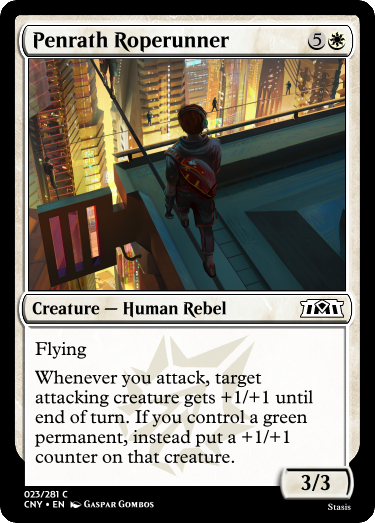 Penrath Roperunner 5
Creature — Human Rebel
Flying
Whenever you attack, target
attacking creature gets +1/+1 until
end of turn. If you control a green
permanent, instead put a +1/+1
counter on that creature.
3/3
023/281 C
CNY • EN Gaspar Gombos
Stasis